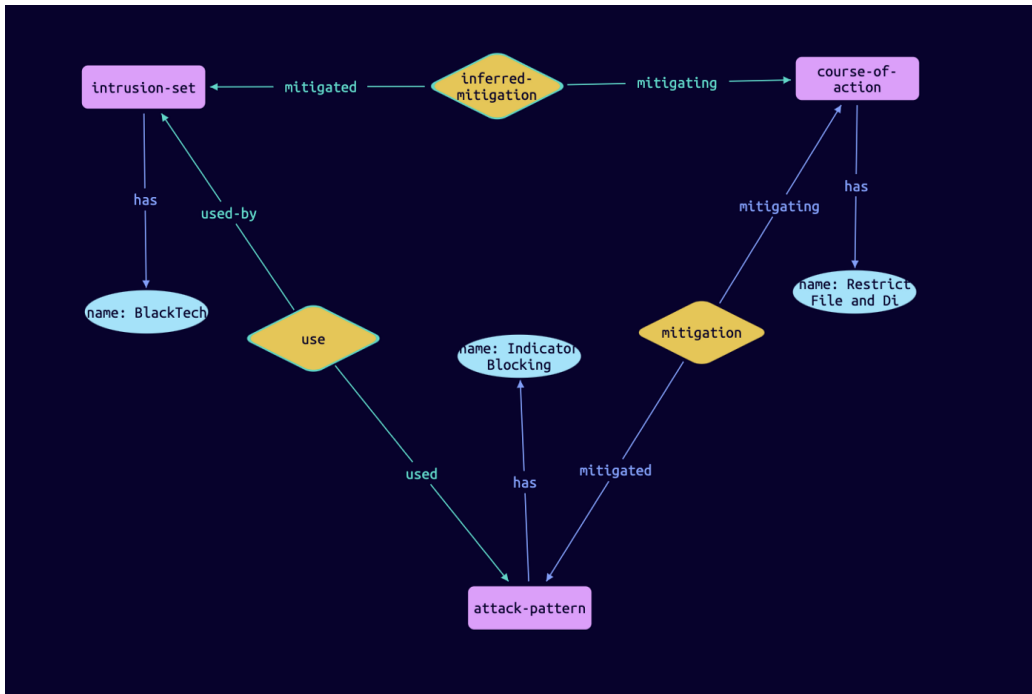 inferred-
mitigation
course-of-
action
intrusion-set
mitigated
mitigating
has
used-by
mitigating
has
name: BlackTech
name: Restrict
File and Di
use
name: Indicator
Blocking
mitigation
used
has
mitigated
attack-pattern